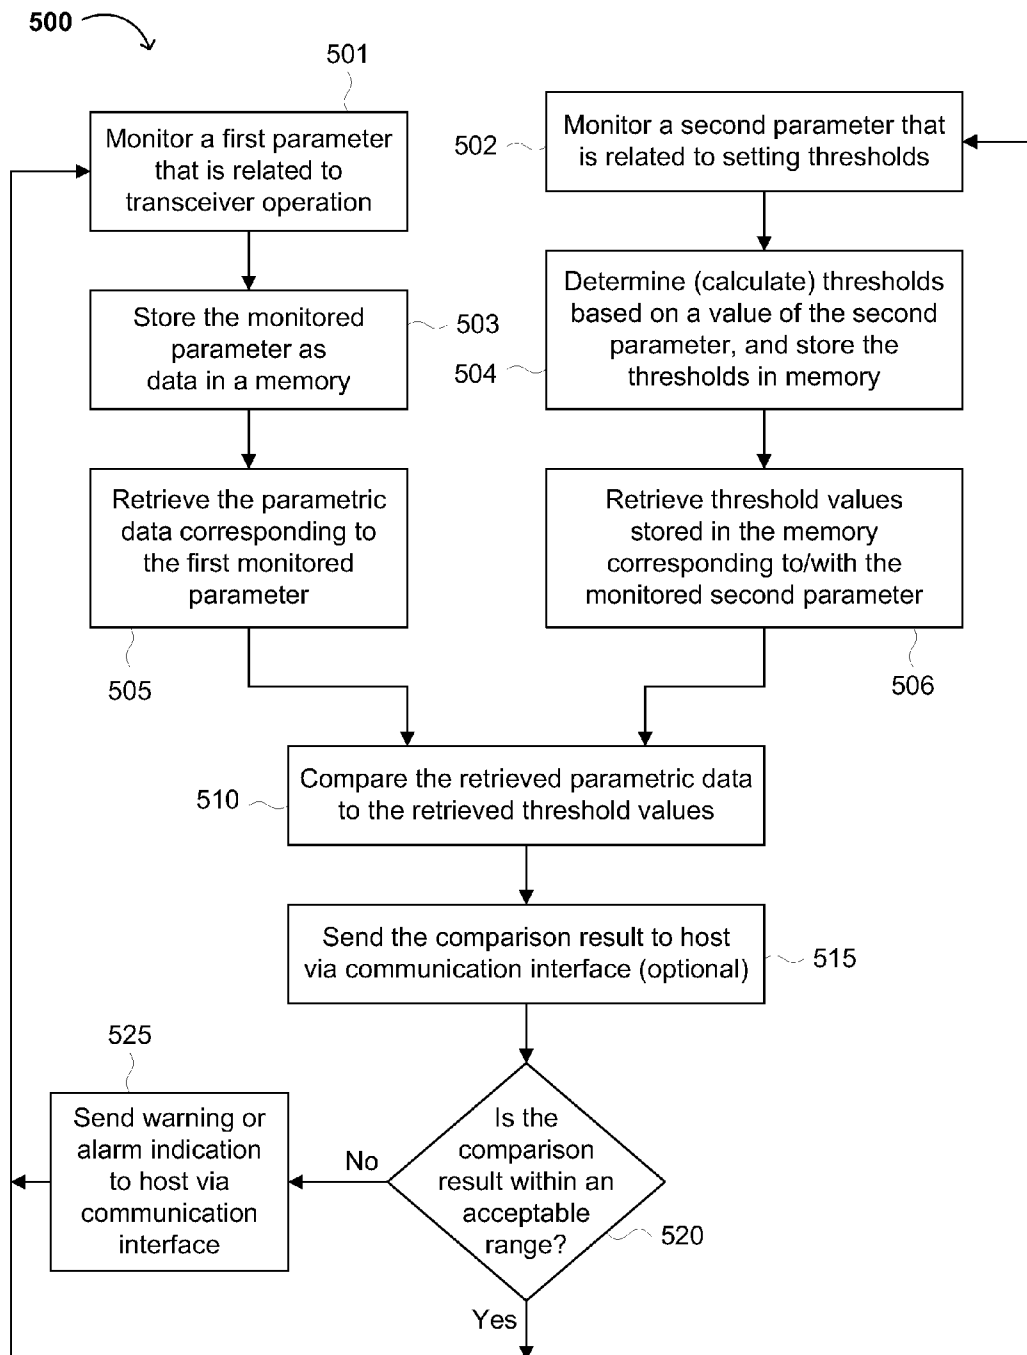 500
501
Monitor a first parameter
that is related to
transceiver operation
502
Monitor a second parameter that
is related to setting thresholds
Store the monitored
parameter as
data in a memory
503
504
Determine (calculate) thresholds
based on a value of the second
parameter, and store the
thresholds in memory
Retrieve the parametric
data corresponding to
the first monitored
parameter
505
Retrieve threshold values
stored in the memory
corresponding to/with the
monitored second parameter
506
510
Compare the retrieved parametric data
to the retrieved threshold values
Send the comparison result to host
via communication interface (optional)
515
525
Send warning or
alarm indication
to host via
communication
interface
No
Is the
comparison
result within an
acceptable
range?
520
Yes